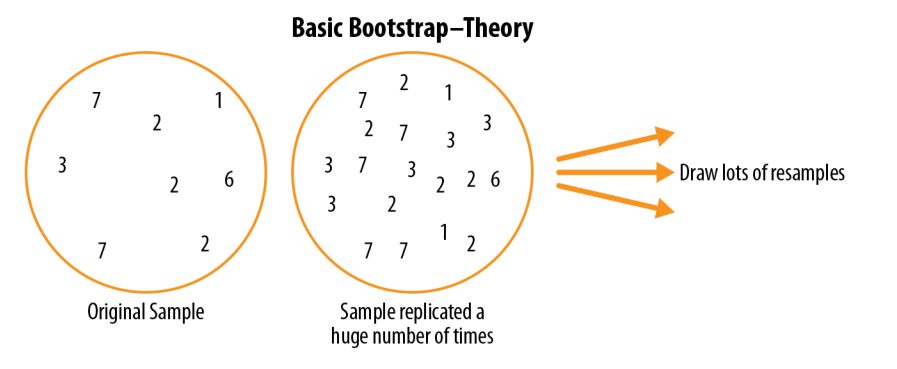 Basic Bootstrap–Theory
7 1
2
3
2 6
7 2
Original Sample
2
7 1
2 7 3 3
3 7 3
2 2 6
3 2
1
7 7 2
Sample replicated a
huge number of times
Draw lots of resamples